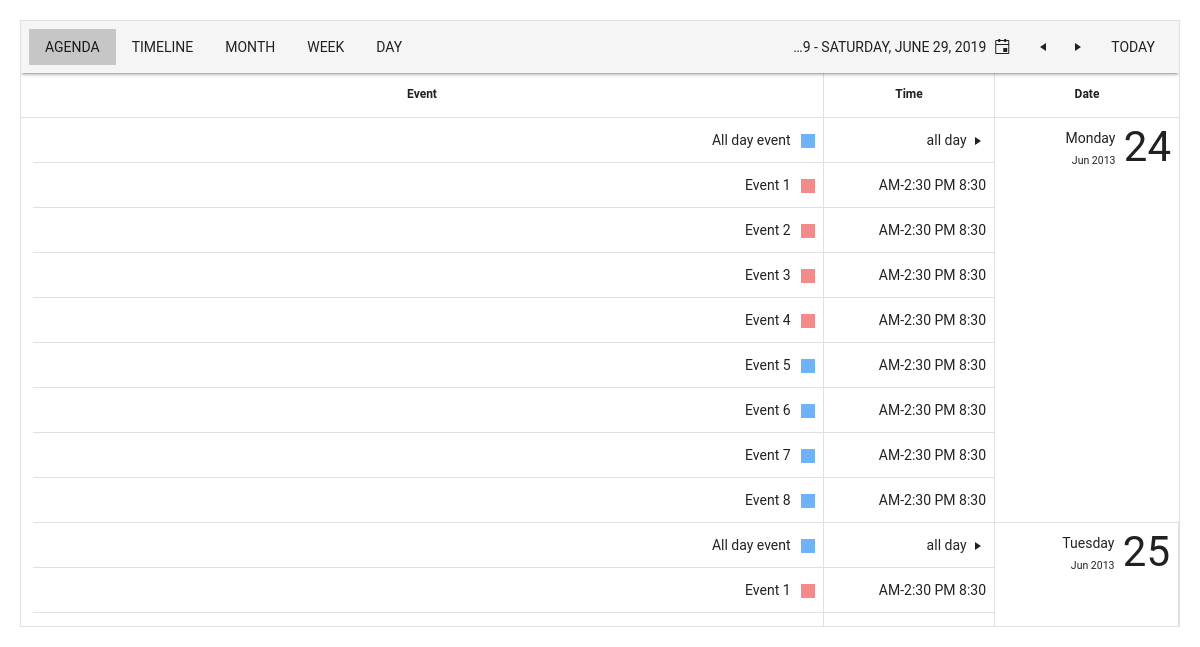 AGENDA TIMELINE MONTH WEEK DAY ...9 - SATURDAY, JUNE 29, 2019 TODAY
Event Time Date
All day event all day Monday 24
Jun 2013
Event 1 AM-2:30 PM 8:30
Event 2 AM-2:30 PM 8:30
Event 3 AM-2:30 PM 8:30
Event 4 AM-2:30 PM 8:30
Event 5 AM-2:30 PM 8:30
Event 6 AM-2:30 PM 8:30
Event 7 AM-2:30 PM 8:30
Event 8 AM-2:30 PM 8:30
All day event all day Tuesday 25
Jun 2013
Event 1 AM-2:30 PM 8:30